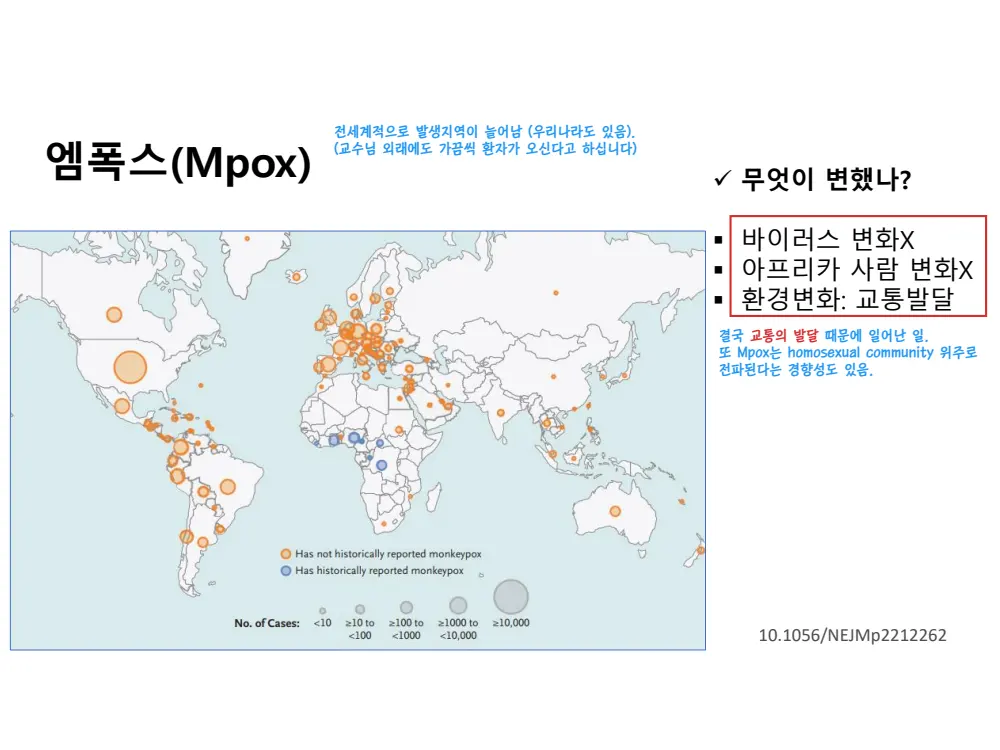 전세계적으로 발생지역이 늘어남 (우리나라도 있음).
(교수님 외래에도 가끔씩 환자가 오신다고 하십니다)
엠폭스(Mpox)
✓ 무엇이 변했나?
▪ 바이러스 변화X
▪ 아프리카 사람 변화X
▪ 환경변화: 교통발달
결국 교통의 발달 때문에 일어난 일.
또 Mpox는 homosexual community 위주로
전파된다는 경향성도 있음.
Has not historically reported monkeypox
Has historically reported monkeypox
No. of Cases: <10 ≥10 to ≥100 to ≥1000 to ≥10,000
<100 <1000 <10,000
10.1056/NEJMp2212262